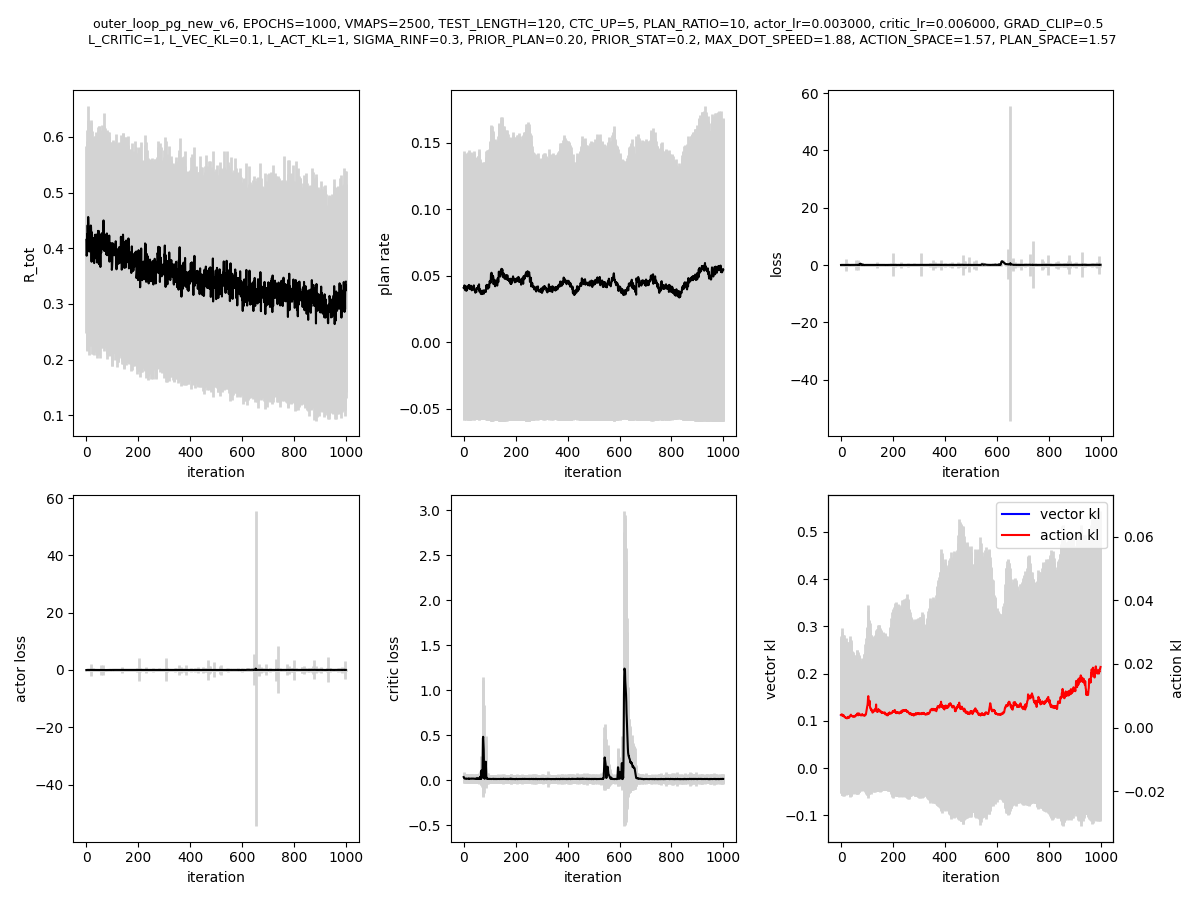 outer_loop_pg_new_v6, EPOCHS=1000, VMAPS=2500, TEST_LENGTH=120, CTC_UP=5, PLAN_RATIO=10, actor_lr=0.003000, critic_lr=0.006000, GRAD_CLIP=0.5
L_CRITIC=1, L_VEC_KL=0.1, L_ACT_KL=1, SIGMA_RINF=0.3, PRIOR_PLAN=0.20, PRIOR_STAT=0.2, MAX_DOT_SPEED=1.88, ACTION_SPACE=1.57, PLAN_SPACE=1.57
R_tot
0.6
0.5
0.4
0.3
0.2
0.1
0 200 400 600 800 1000
iteration
plan rate
0.15
0.10
0.05
0.00
−0.05
0 200 400 600 800 1000
iteration
loss
60
40
20
0
−20
−40
0 200 400 600 800 1000
iteration
actor loss
60
40
20
0
−20
−40
0 200 400 600 800 1000
iteration
critic loss
3.0
2.5
2.0
1.5
1.0
0.5
0.0
−0.5
0 200 400 600 800 1000
iteration
vector kl
0.5
0.4
0.3
0.2
0.1
0.0
−0.1
vector kl
action kl
0 200 400 600 800 1000
iteration
0.06
0.04
0.02
0.00
−0.02
action kl